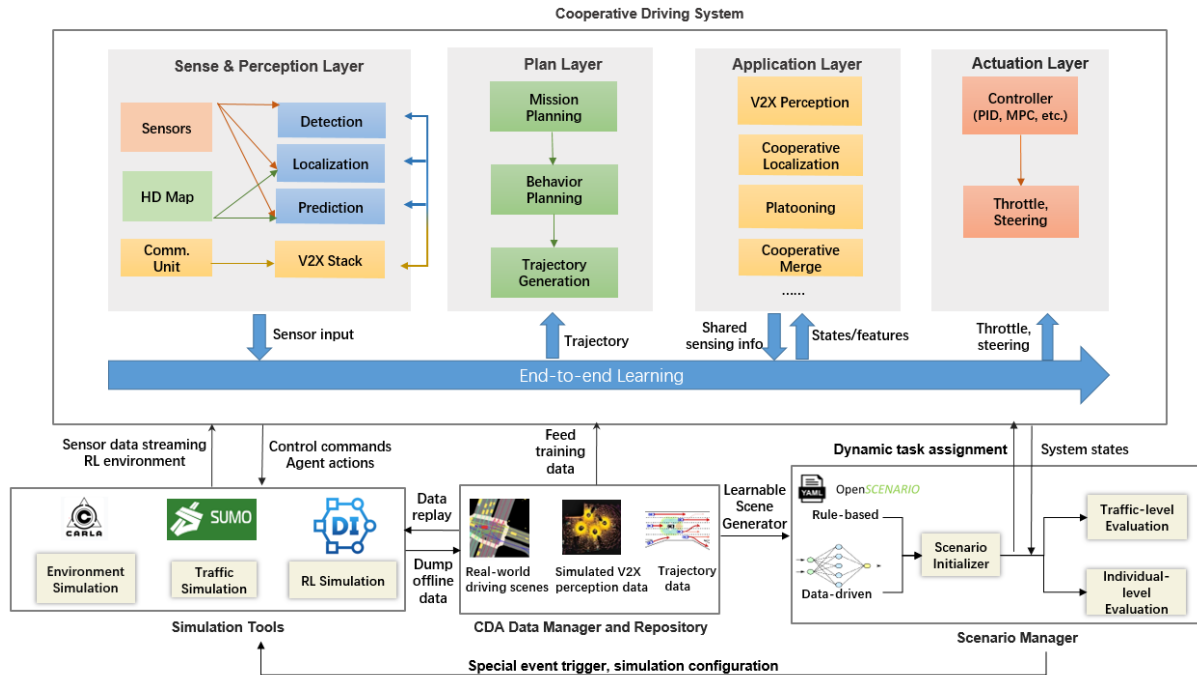 Cooperative Driving System
Sense & Perception Layer
Sensors
HD Map
Comm.
Unit
Detection
Localization
Prediction
V2X Stack
Plan Layer
Mission
Planning
Behavior
Planning
Trajectory
Generation
Application Layer
V2X Perception
Cooperative
Localization
Platooning
Cooperative
Merge
......
Actuation Layer
Controller
(PID, MPC, etc.)
Throttle,
Steering
Sensor input
Trajectory
Shared
sensing info
States/features
Throttle,
steering
End-to-end Learning
Sensor data streaming
RL environment
Control commands
Agent actions
Feed
training
data
Dynamic task assignment
System states
CARLA
SUMO
DI
Environment
Simulation
Traffic
Simulation
RL Simulation
Simulation Tools
Data
replay
Dump
offline
data
Real-world
driving scenes
Simulated V2X
perception data
Trajectory
data
CDA Data Manager and Repository
Learnable
Scene
Generator
YAML
OpenSCENARIO
Rule-based
Data-driven
Scenario
Initializer
Traffic-level
Evaluation
Individual-
level
Evaluation
Scenario Manager
Special event trigger, simulation configuration